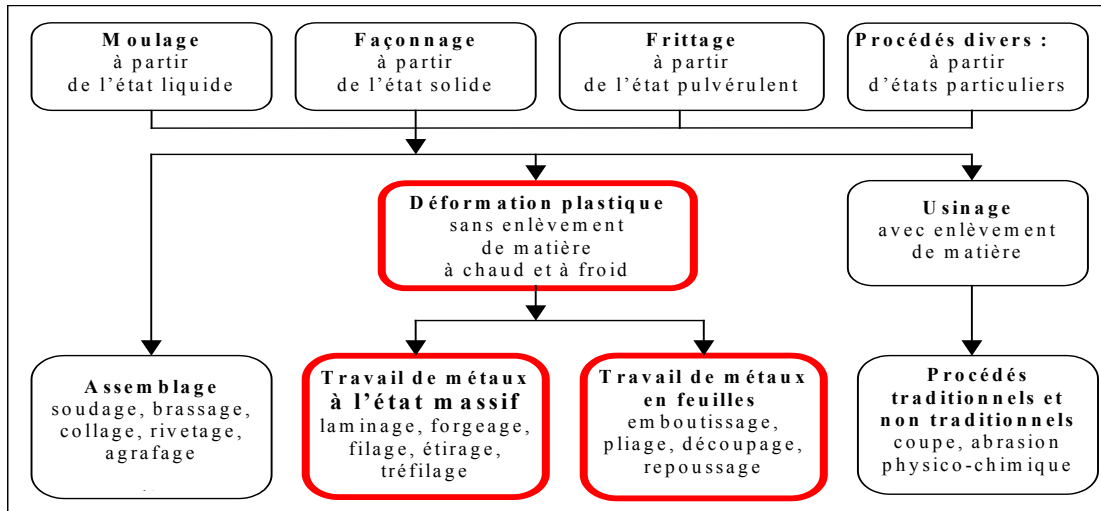 Moulage
à partir
de l'état liquide
Façonnage
à partir
de l'état solide
Frittage
à partir
de l'état pulvérulent
Procédés divers :
à partir
d'états particuliers
Déformation plastique
sans enlèvement
de matière
à chaud et à froid
Usinage
avec enlèvement
de matière
Assemblage
soudage, brassage,
collage, rivetage,
agrafage
Travail de métaux
à l'état massif
laminage, forgeage,
filage, étirage,
tréfilage
Travail de métaux
en feuilles
emboutissage,
pliage, découpage,
repoussage
Procédés
traditionnels et
non traditionnels
coupe, abrasion
physico-chimique